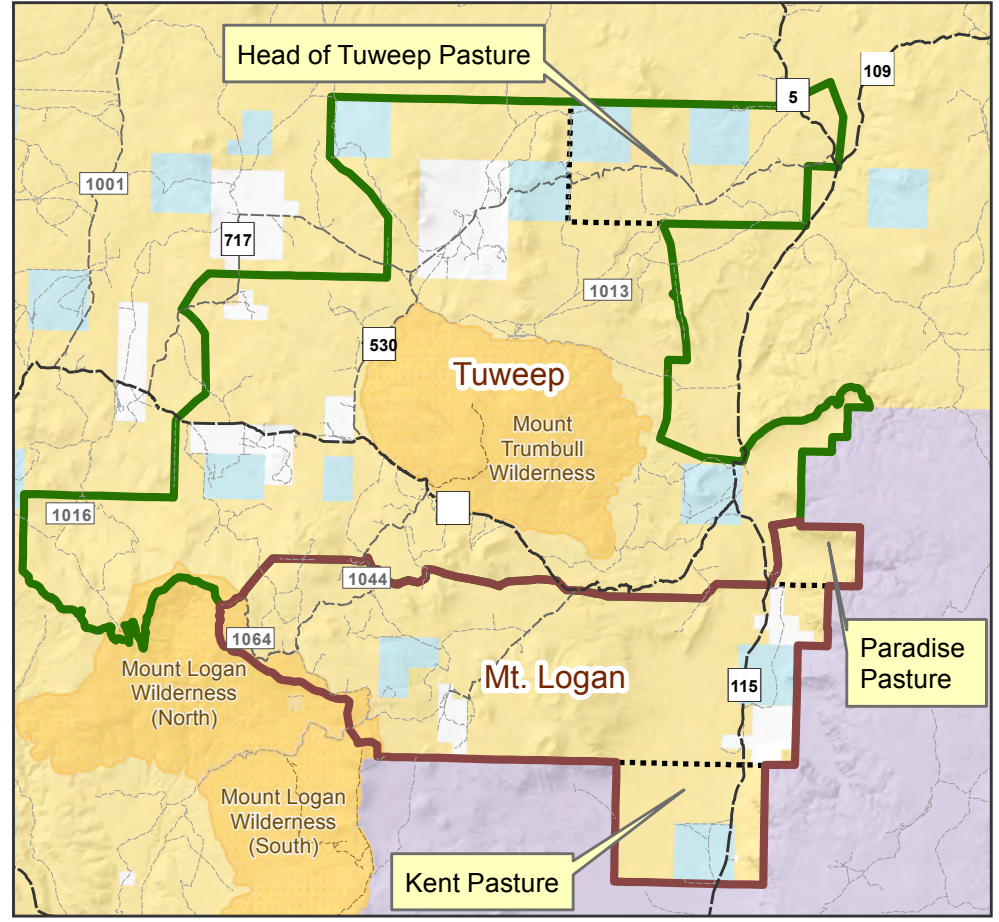 Head of Tuweep Pasture
109
5
1001
717
1013
530
Tuweep
Mount
Trumbull
Wilderness
1016
1044
1064
Paradise
Pasture
Mount Logan
Wilderness
(North)
Mt. Logan
115
Mount Logan
Wilderness
(South)
Kent Pasture